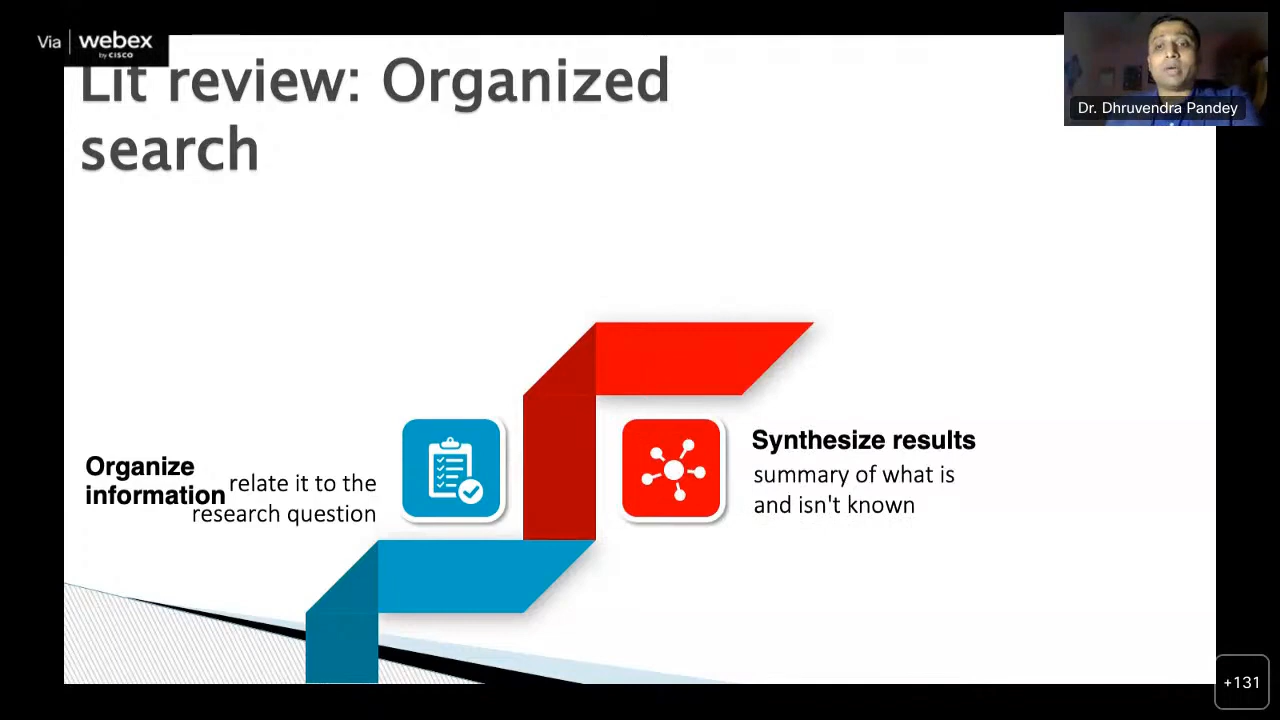 Via webex
by CISCO
Lit review: Organized
search
Dr. Dhruvendra Pandey
Organize
information relate it to the
research question
Synthesize results
summary of what is
and isn't known
+131